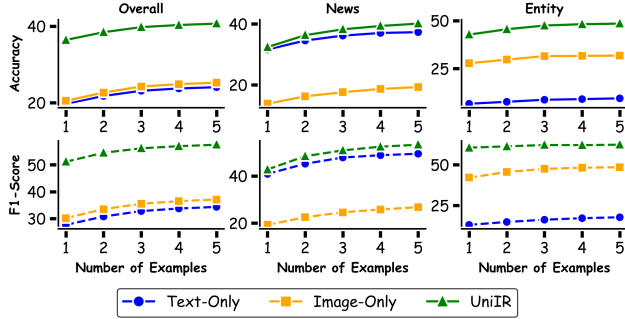 Overall News Entity
Accuracy
40
20
1 2 3 4 5
40
20
1 2 3 4 5
50
25
1 2 3 4 5
F1-Score
50
40
30
1 2 3 4 5
40
20
1 2 3 4 5
50
25
1 2 3 4 5
Number of Examples Number of Examples Number of Examples
Text-Only Image-Only UniIR